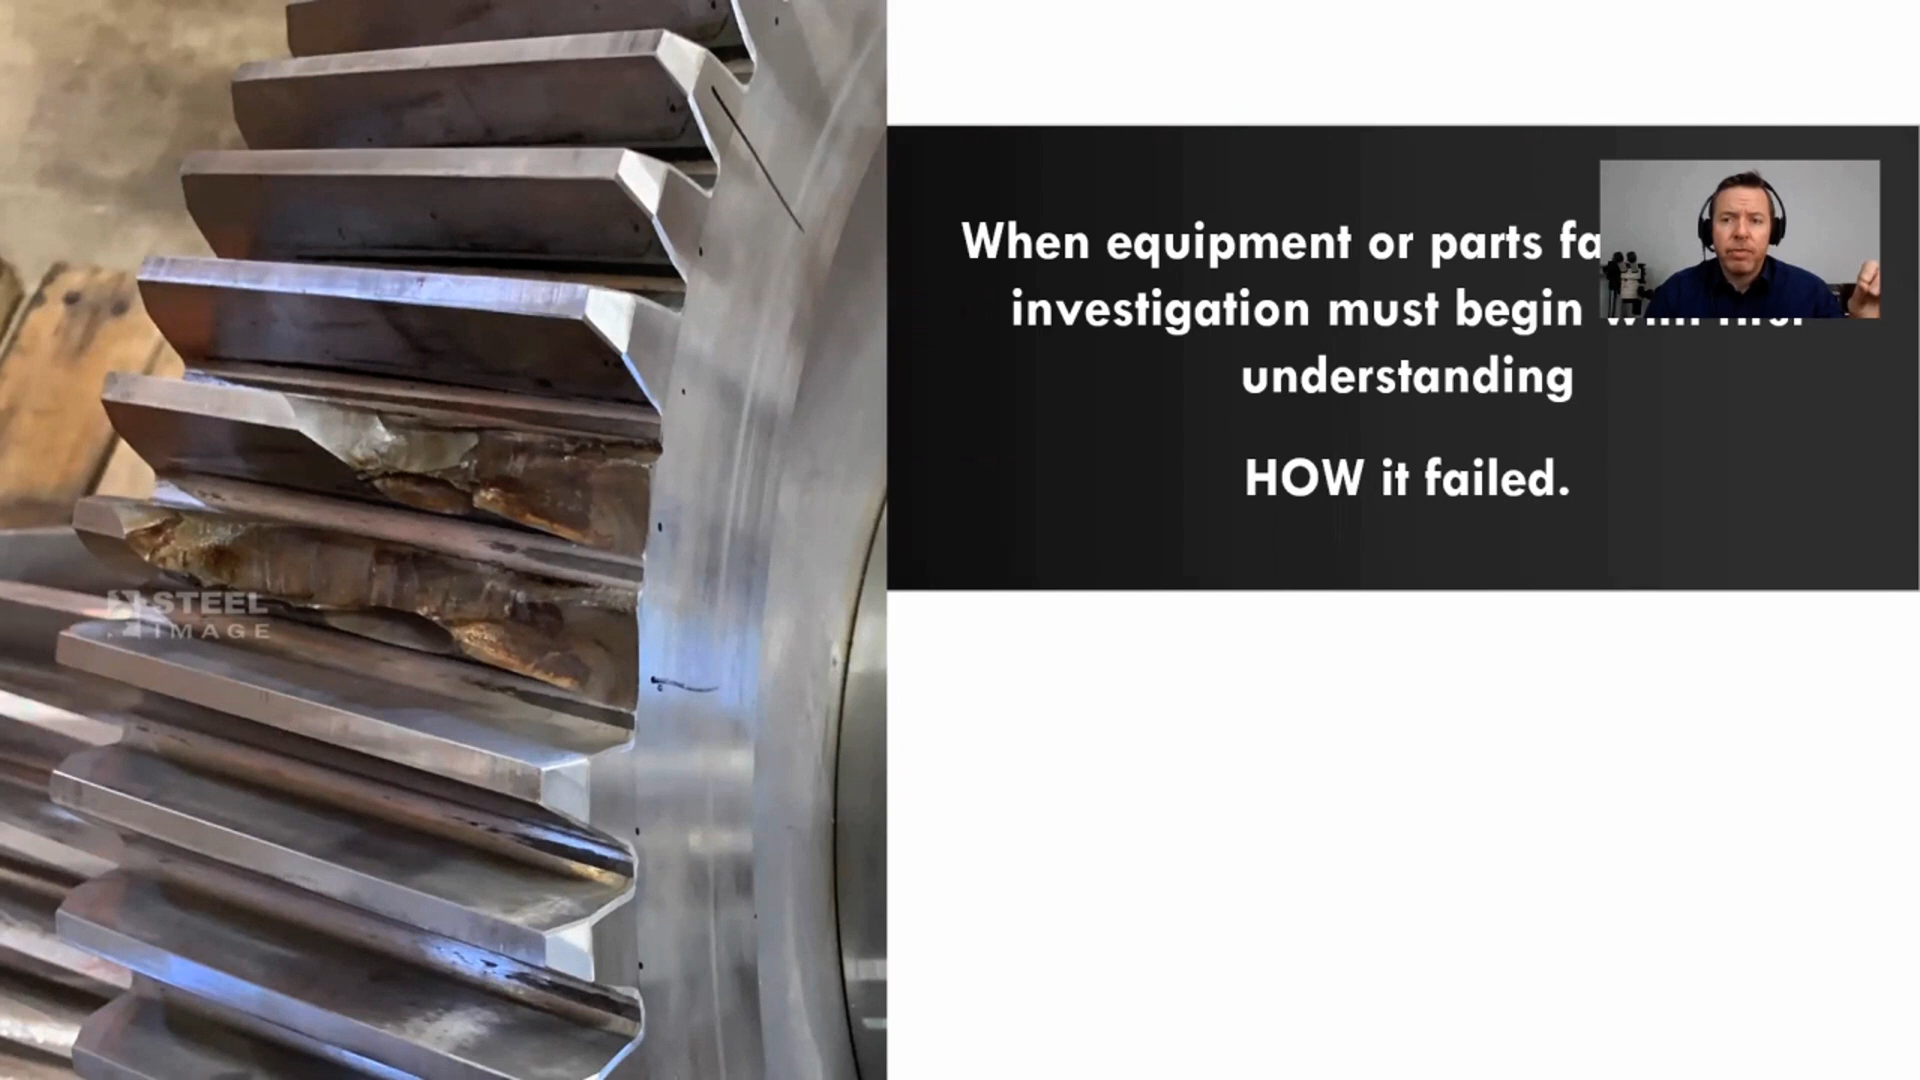 When equipment or parts fa
investigation must begin
understanding
HOW it failed.
STEEL
IMAGE